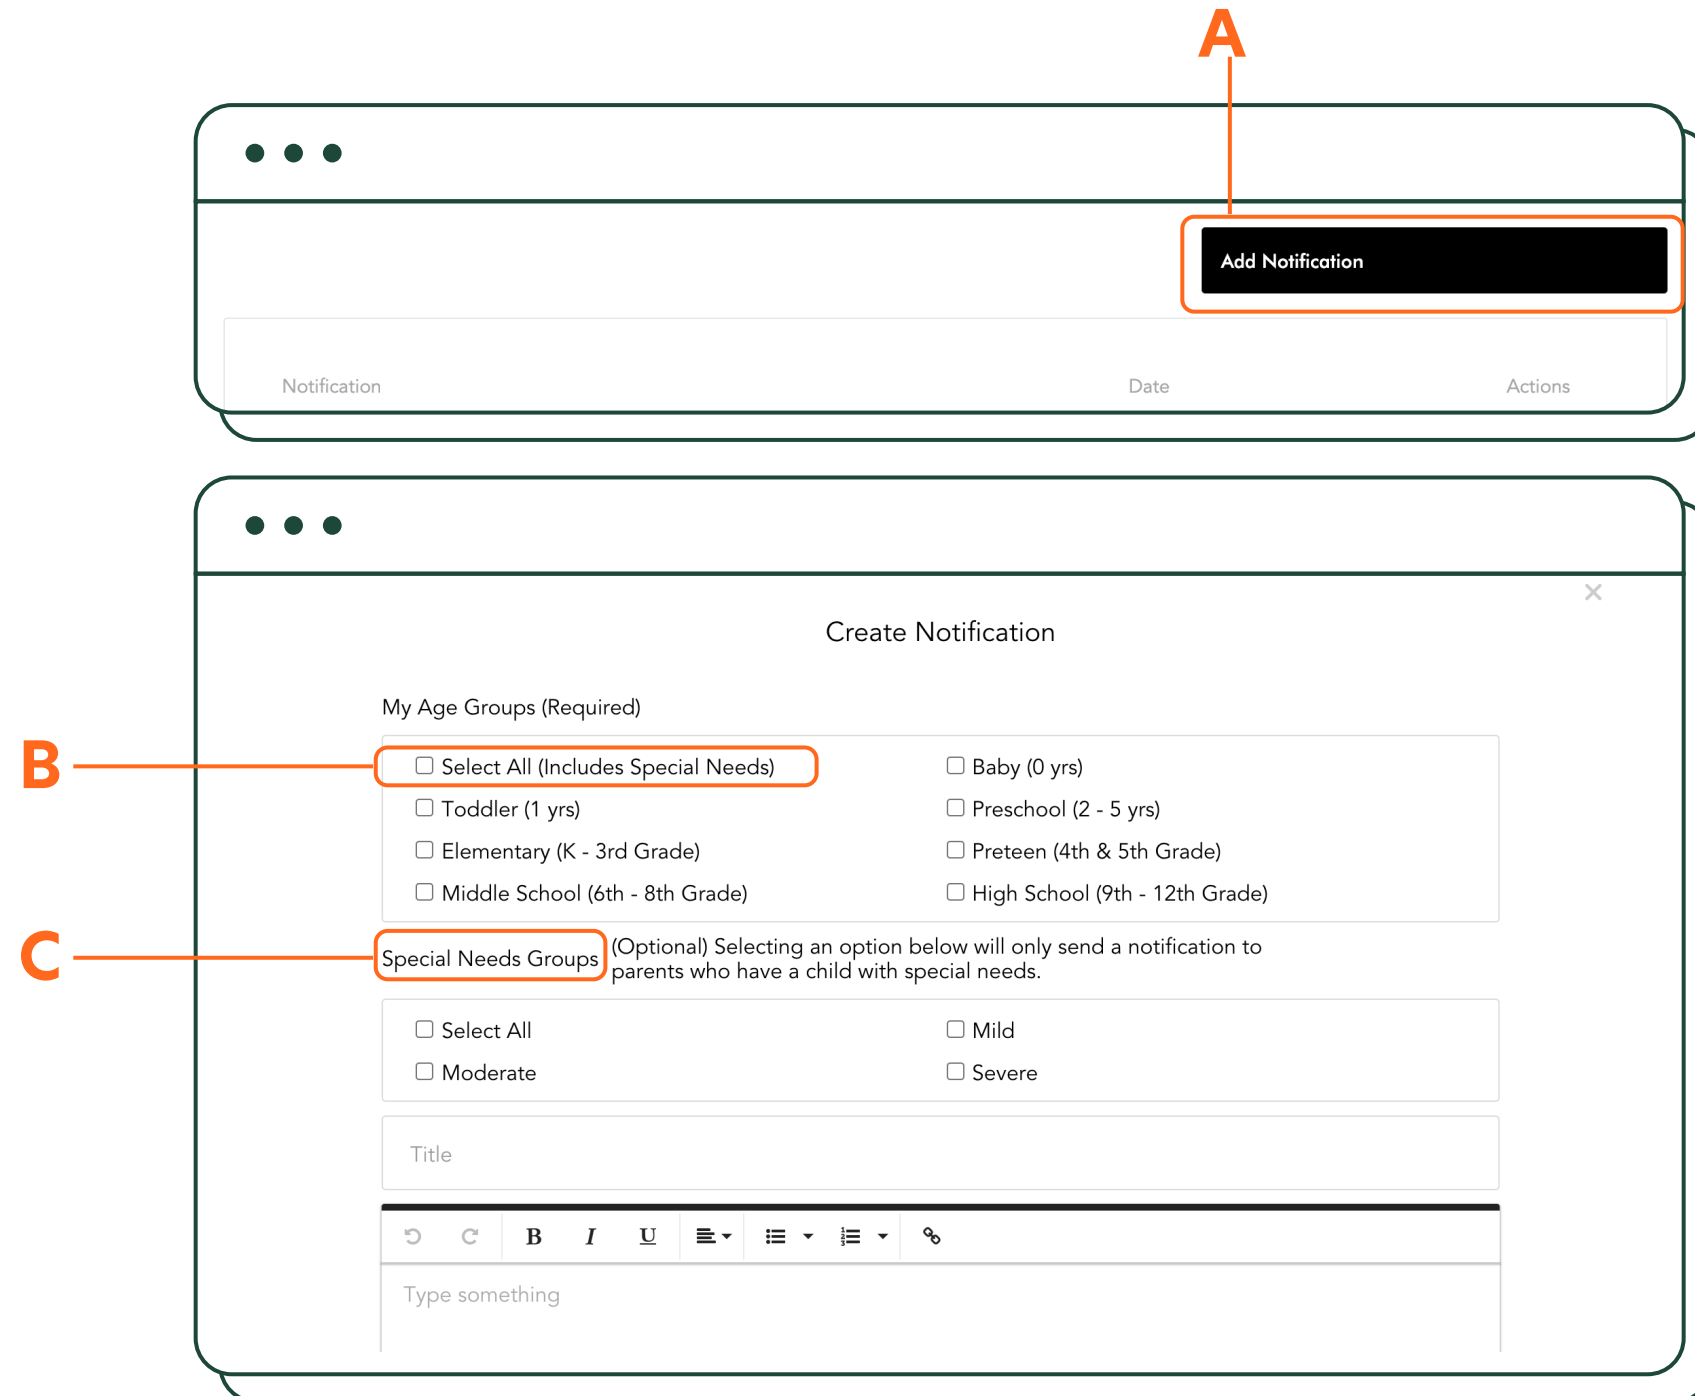 A
Add Notification
Notification Date Actions
Create Notification
My Age Groups (Required)
B
Select All (Includes Special Needs) Baby (0 yrs)
Toddler (1 yrs) Preschool (2 - 5 yrs)
Elementary (K - 3rd Grade) Preteen (4th & 5th Grade)
Middle School (6th - 8th Grade) High School (9th - 12th Grade)
C
Special Needs Groups (Optional) Selecting an option below will only send a notification to
parents who have a child with special needs.
Select All Mild
Moderate Severe
Title
B I U
Type something